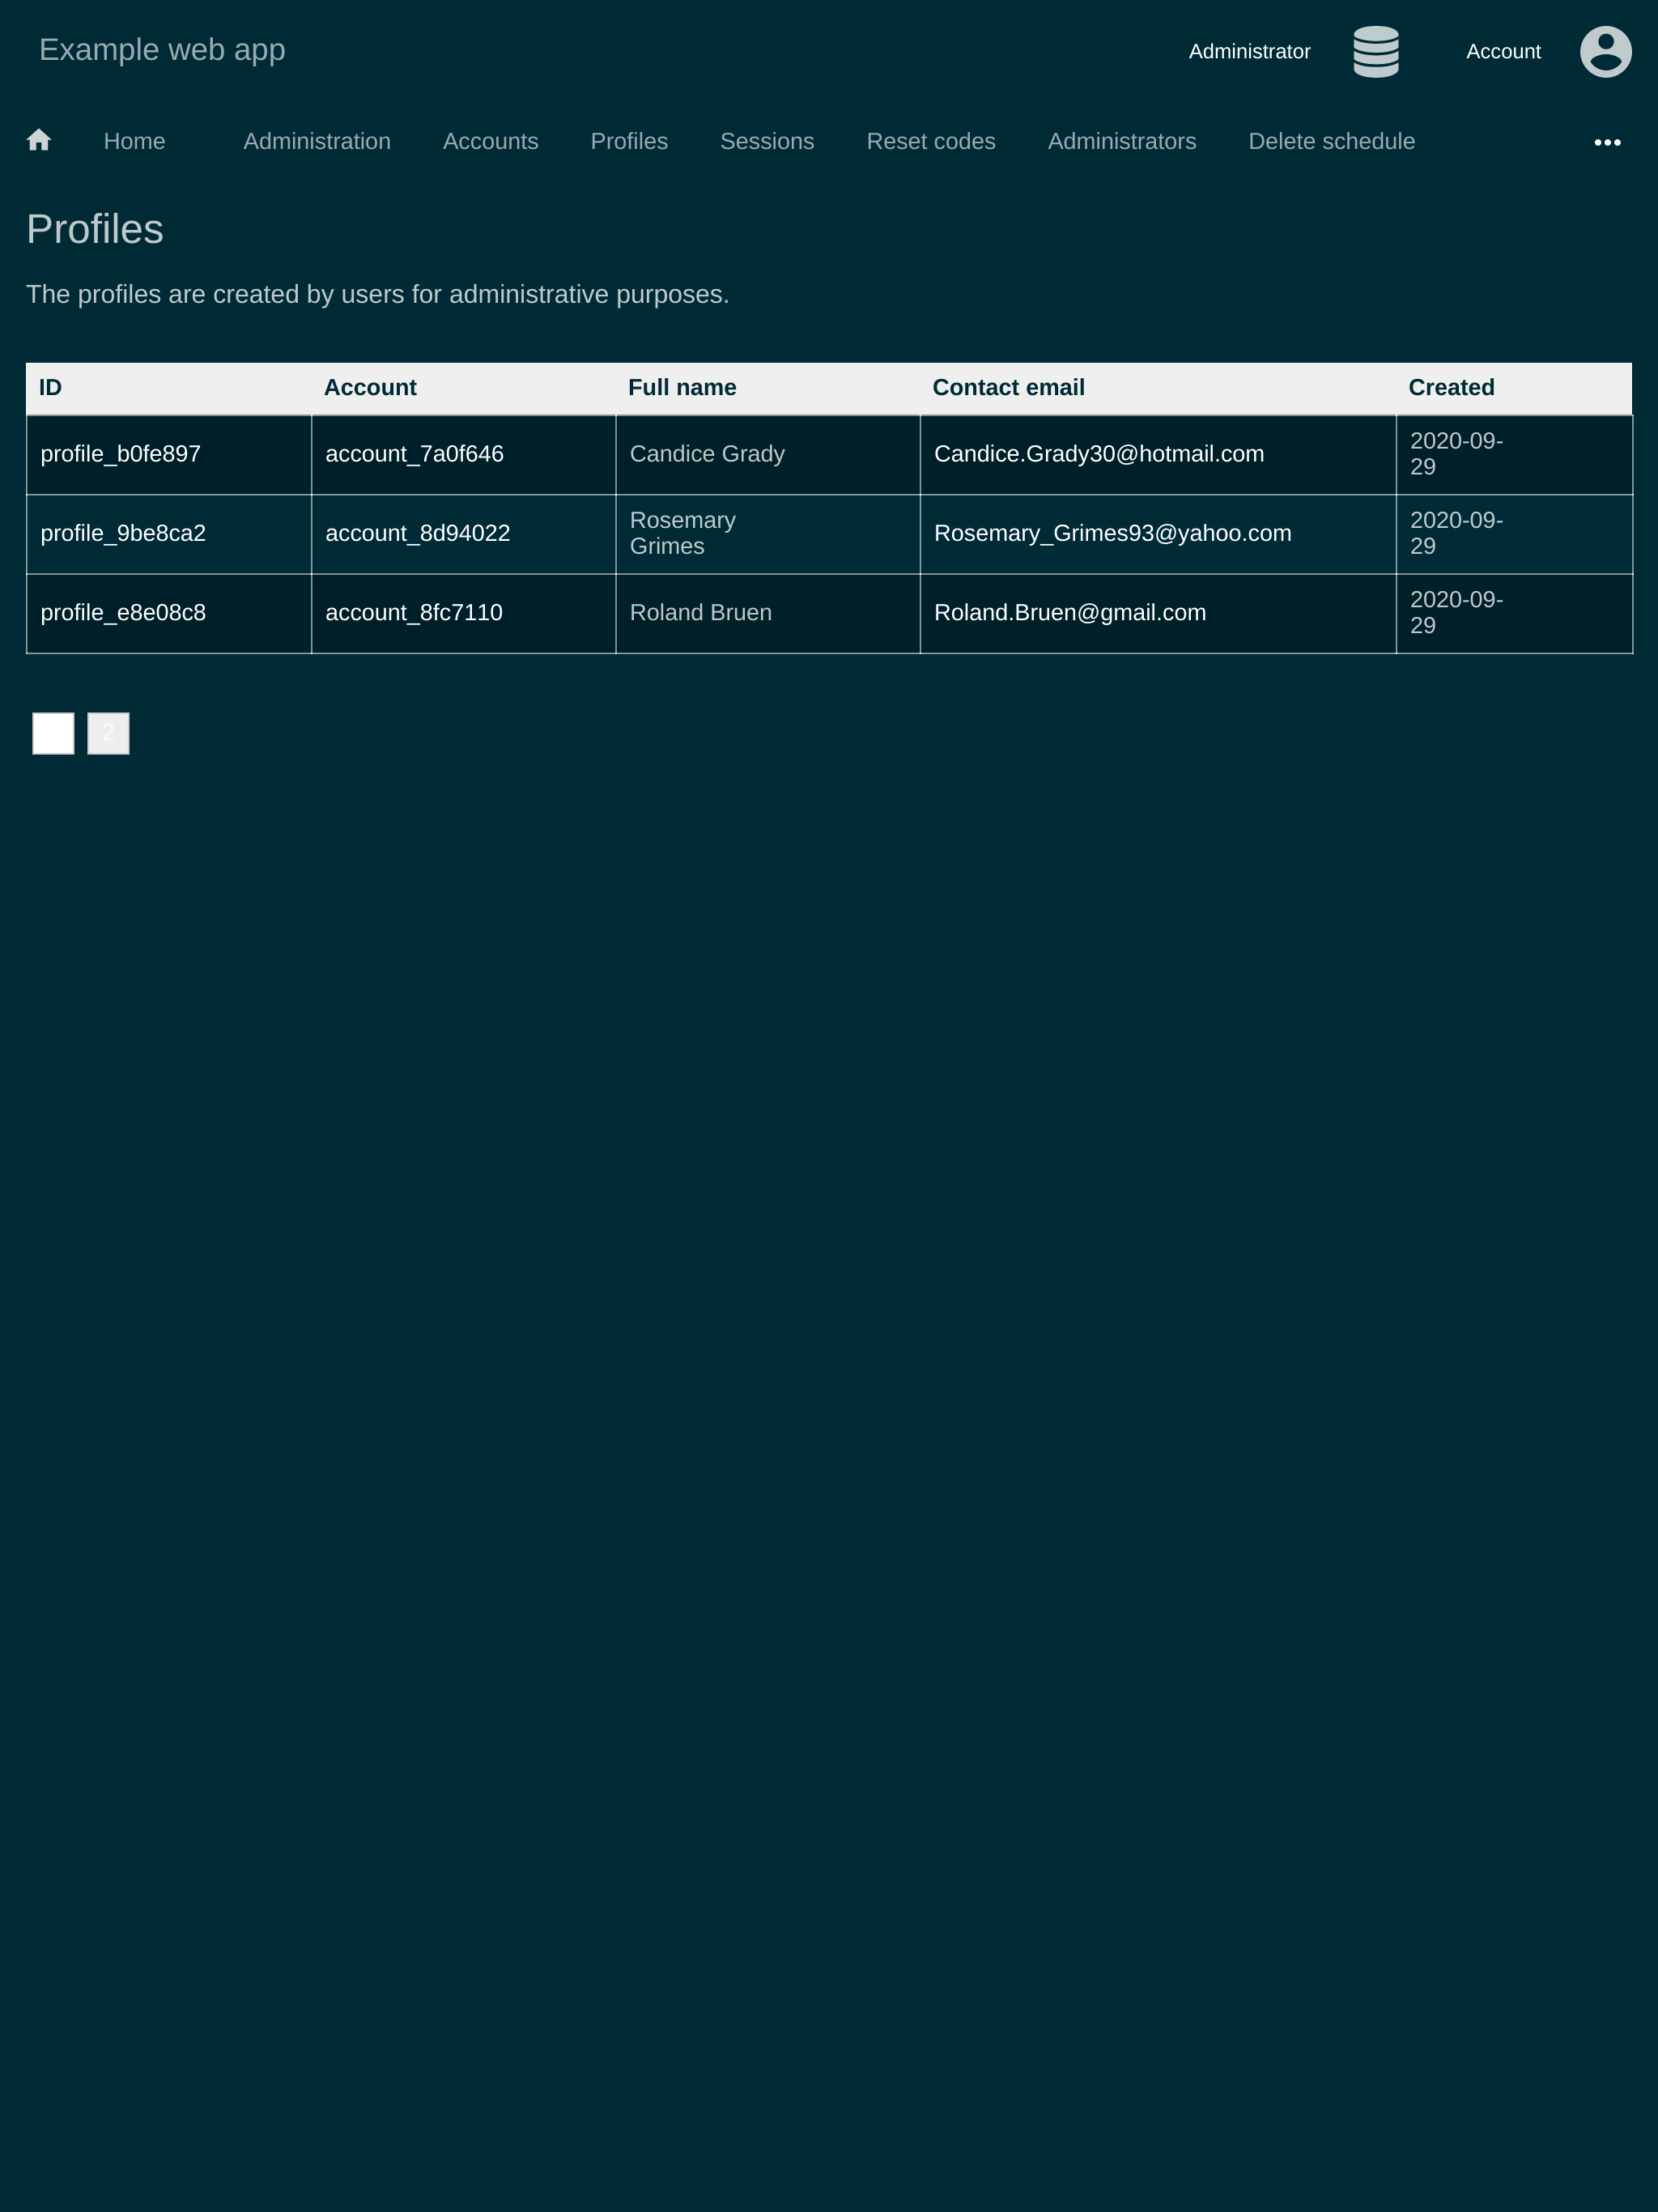 Example web app
Administrator
Account
Home
Administration
Accounts
Profiles
Sessions
Reset codes
Administrators
Delete schedule
Profiles
The profiles are created by users for administrative purposes.
ID
Account
Full name
Contact email
Created
profile_b0fe897
account_7a0f646
Candice Grady
Candice.Grady30@hotmail.com
2020-09-
29
profile_9be8ca2
account_8d94022
Rosemary
Grimes
Rosemary_Grimes93@yahoo.com
2020-09-
29
profile_e8e08c8
account_8fc7110
Roland Bruen
Roland.Bruen@gmail.com
2020-09-
29
2